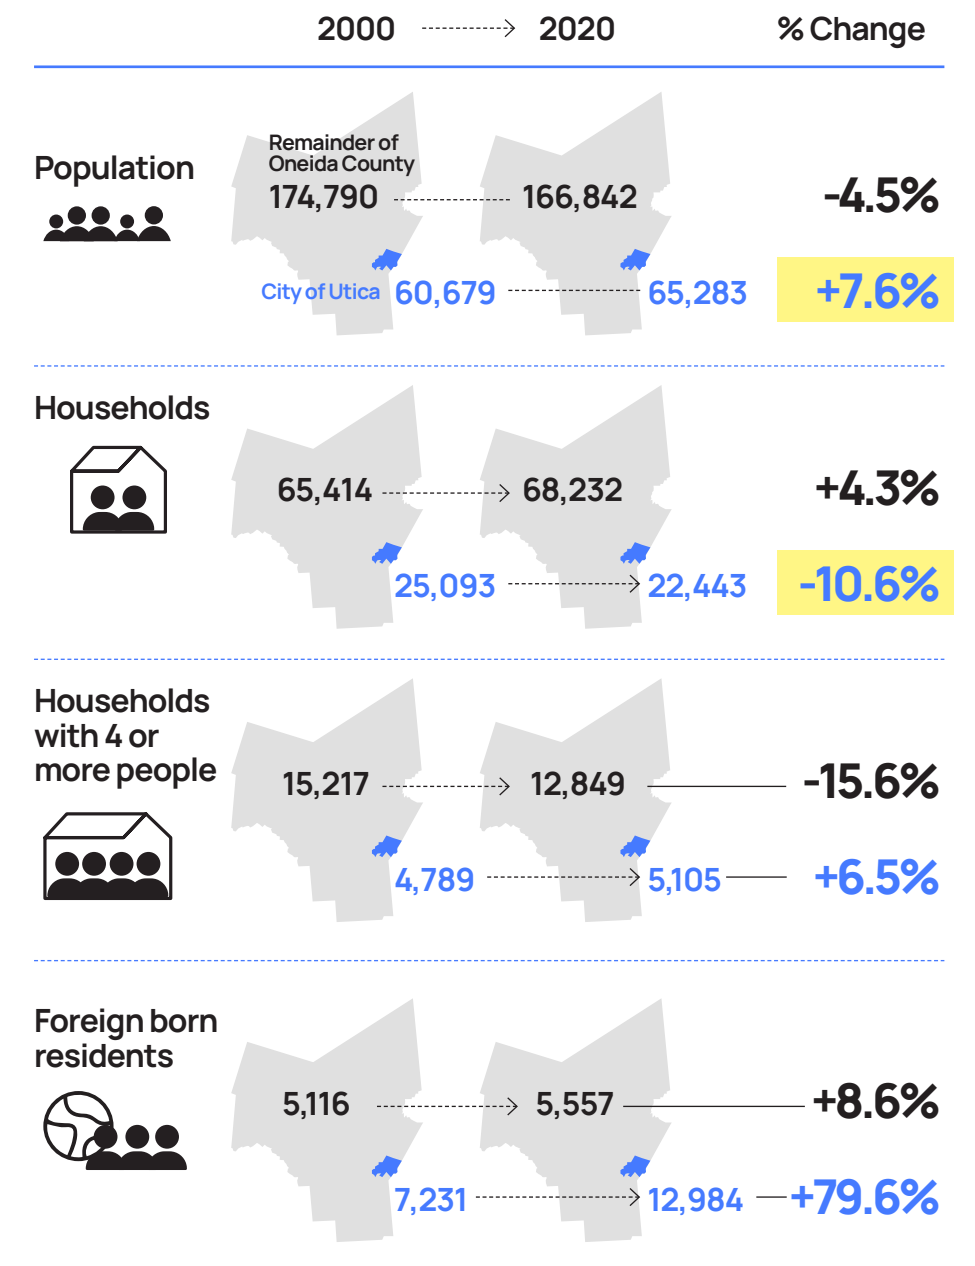 2000 2020 % Change
Population
Remainder of
Oneida County
174,790 166,842 -4.5%
City of Utica 60,679 65,283 +7.6%
Households
65,414 68,232 +4.3%
25,093 22,443 -10.6%
Households
with 4 or
more people
15,217 12,849 -15.6%
4,789 5,105 +6.5%
Foreign born
residents
5,116 5,557 +8.6%
7,231 12,984 +79.6%